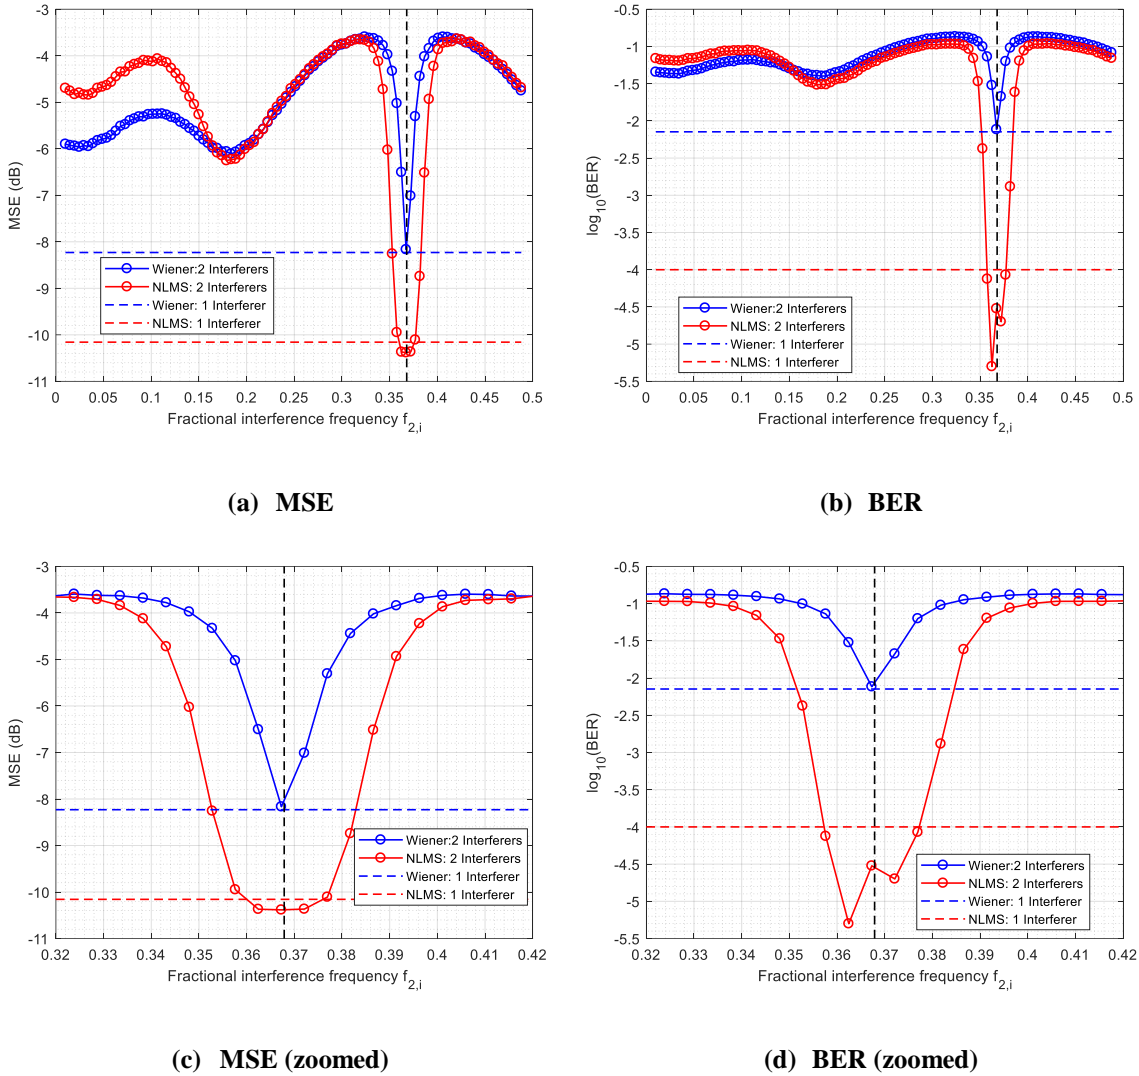 -3
-4
-5
-6
-7
-8
-9
-10
-11
MSE (dB)
Wiener:2 Interferers
NLMS: 2 Interferers
Wiener: 1 Interferer
NLMS: 1 Interferer
0 0.05 0.1 0.15 0.2 0.25 0.3 0.35 0.4 0.45 0.5
Fractional interference frequency f2,i
(a) MSE
-0.5
-1
-1.5
-2
-2.5
-3
-3.5
-4
-4.5
-5
-5.5
log10(BER)
Wiener:2 Interferers
NLMS: 2 Interferers
Wiener: 1 Interferer
NLMS: 1 Interferer
0 0.05 0.1 0.15 0.2 0.25 0.3 0.35 0.4 0.45 0.5
Fractional interference frequency f2,i
(b) BER
-3
-4
-5
-6
-7
-8
-9
-10
-11
MSE (dB)
Wiener:2 Interferers
NLMS: 2 Interferers
Wiener: 1 Interferer
NLMS: 1 Interferer
0.32 0.33 0.34 0.35 0.36 0.37 0.38 0.39 0.4 0.41 0.42
Fractional interference frequency f2,i
(c) MSE (zoomed)
-0.5
-1
-1.5
-2
-2.5
-3
-3.5
-4
-4.5
-5
-5.5
log10(BER)
Wiener:2 Interferers
NLMS: 2 Interferers
Wiener: 1 Interferer
NLMS: 1 Interferer
0.32 0.33 0.34 0.35 0.36 0.37 0.38 0.39 0.4 0.41 0.42
Fractional interference frequency f2,i
(d) BER (zoomed)